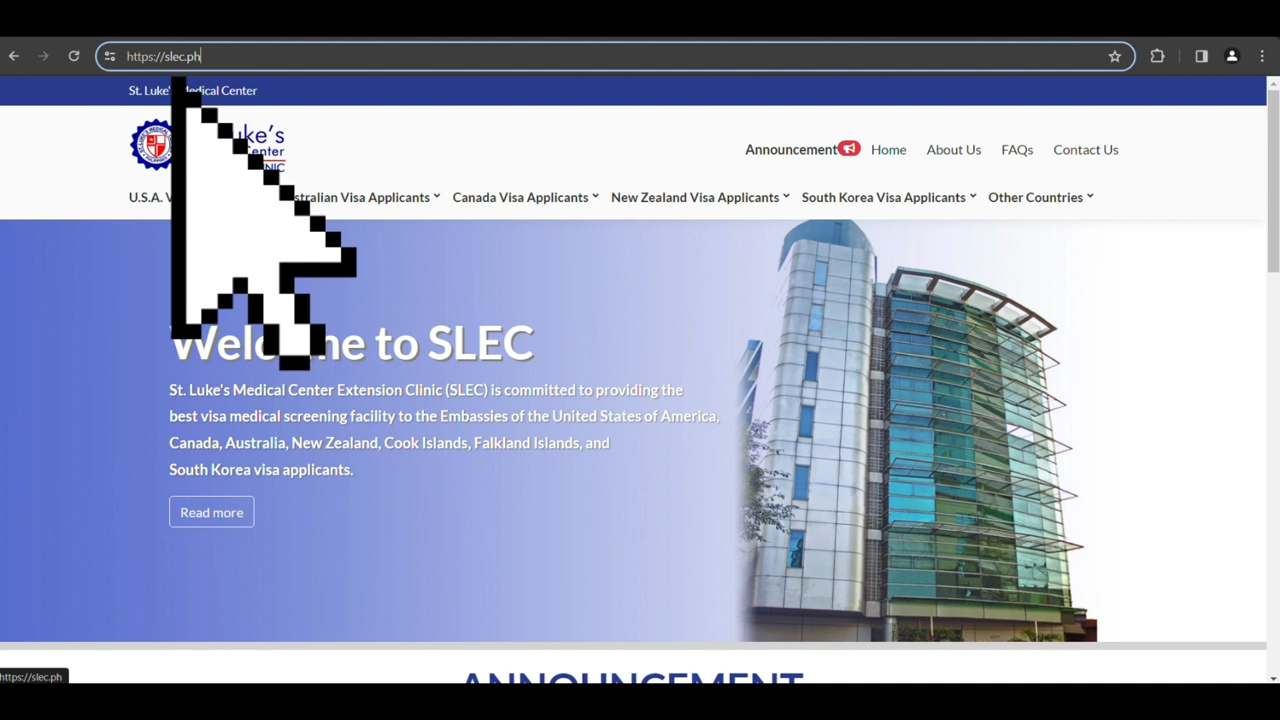 https://slec.ph
St. Luke's Medical Center
uke's
enter
NIC
Announcement Home About Us FAQs Contact Us
U.S.A. stralian Visa Applicants Canada Visa Applicants New Zealand Visa Applicants South Korea Visa Applicants Other Countries
Welcome to SLEC
St. Luke's Medical Center Extension Clinic (SLEC) is committed to providing the
best visa medical screening facility to the Embassies of the United States of America,
Canada, Australia, New Zealand, Cook Islands, Falkland Islands, and
South Korea visa applicants.
Read more
ANNOUNCEMENT
https://slec.ph